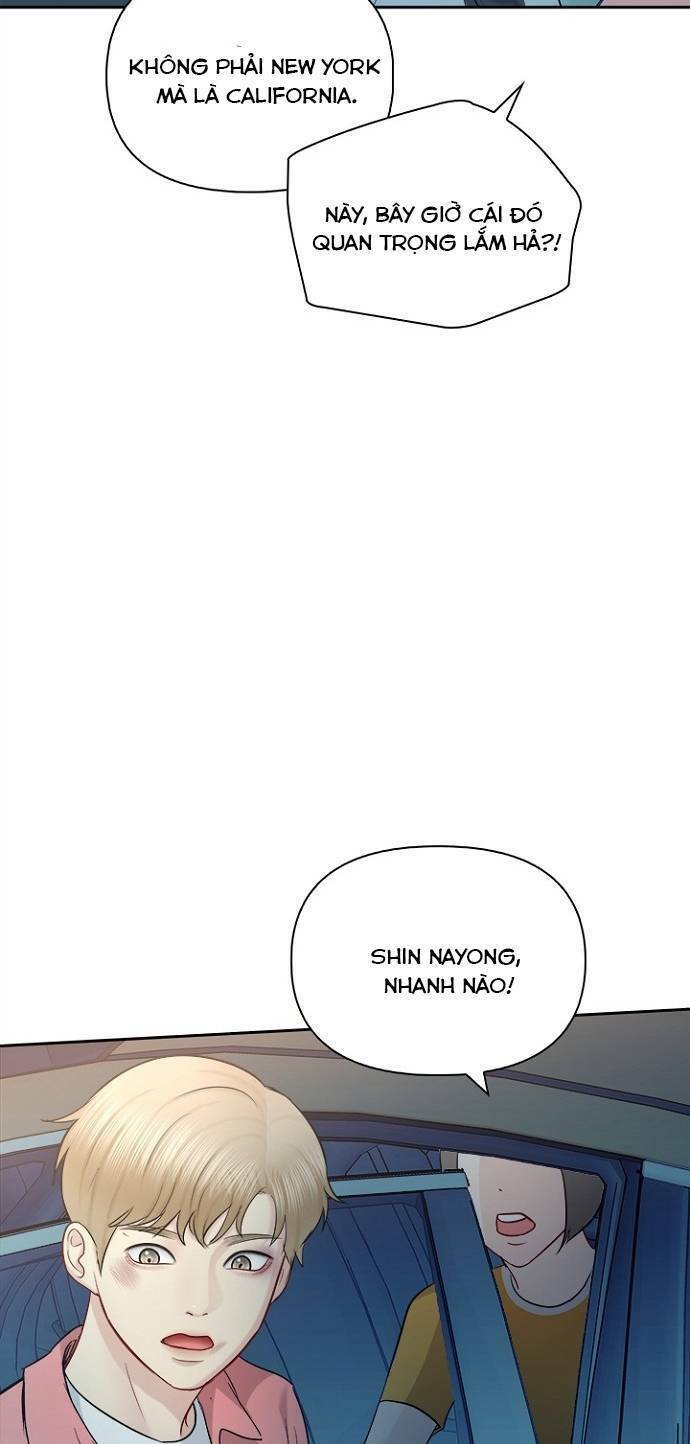 KHÔNG PHẢI NEW YORK
MÀ LÀ CALIFORNIA.
NÀY, BÂY GIỜ CÁI ĐÓ
QUAN TRỌNG LẮM HẢ?!
SHIN NAYONG,
NHANH NÀO!